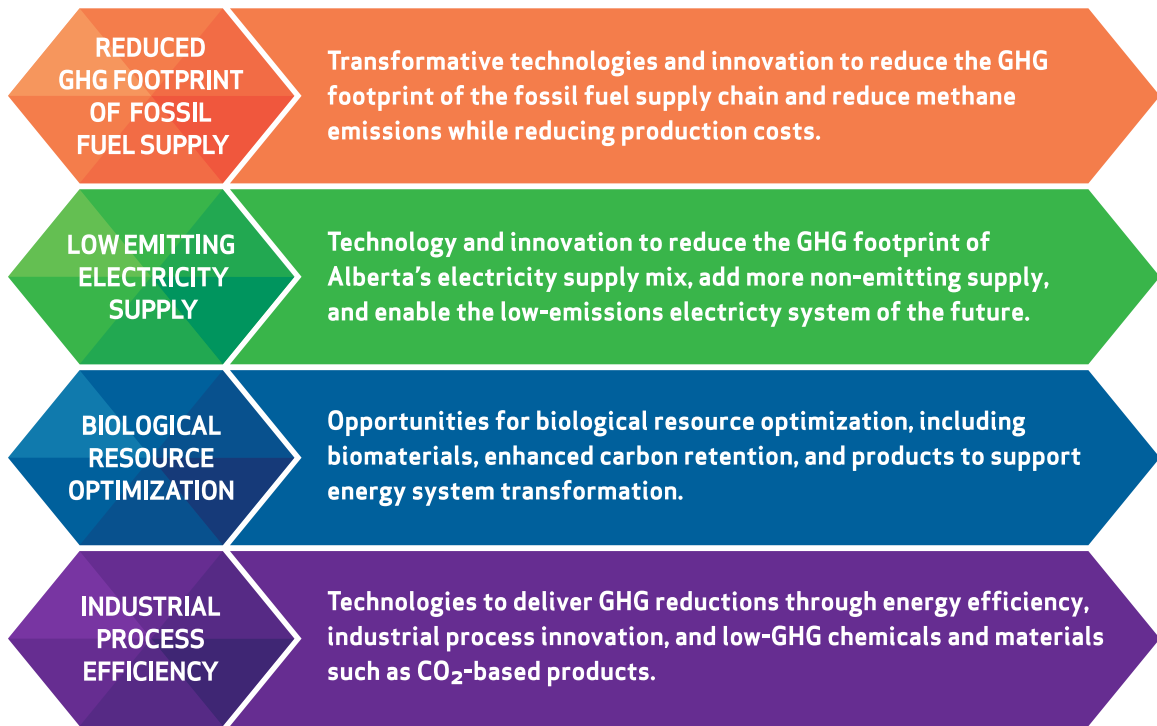 REDUCED
GHG FOOTPRINT
OF FOSSIL
FUEL SUPPLY
Transformative technologies and innovation to reduce the GHG
footprint of the fossil fuel supply chain and reduce methane
emissions while reducing production costs.
LOW EMITTING
ELECTRICITY
SUPPLY
Technology and innovation to reduce the GHG footprint of
Alberta's electricity supply mix, add more non-emitting supply,
and enable the low-emissions electricty system of the future.
BIOLOGICAL
RESOURCE
OPTIMIZATION
Opportunities for biological resource optimization, including
biomaterials, enhanced carbon retention, and products to support
energy system transformation.
INDUSTRIAL
PROCESS
EFFICIENCY
Technologies to deliver GHG reductions through energy efficiency,
industrial process innovation, and low-GHG chemicals and materials
such as CO₂-based products.